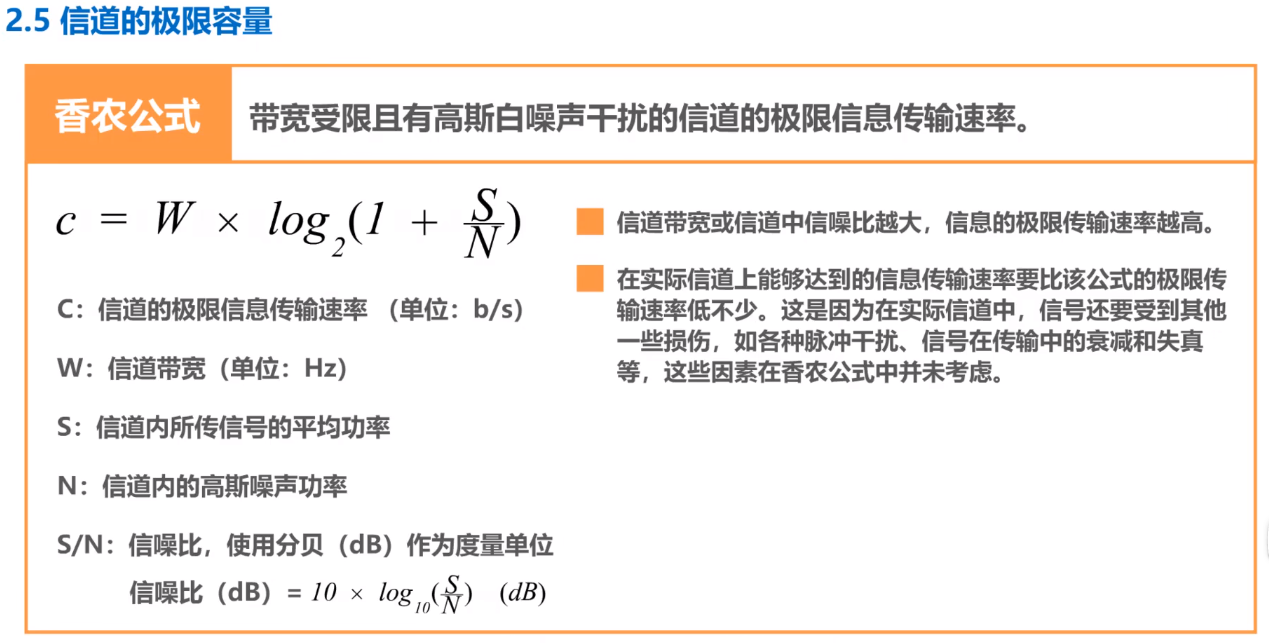 2.5 信道的极限容量
香农公式
带宽受限且有高斯白噪声干扰的信道的极限信息传输速率。
c = W × log₂(1 + S/N)
C：信道的极限信息传输速率 （单位：b/s）
W：信道带宽（单位：Hz）
S：信道内所传信号的平均功率
N：信道内的高斯噪声功率
S/N：信噪比，使用分贝（dB）作为度量单位
信噪比（dB）= 10 × log₁₀(S/N) (dB)
信道带宽或信道中信噪比越大，信息的极限传输速率越高。
在实际信道上能够达到的信息传输速率要比该公式的极限传
输速率低不少。这是因为在实际信道中，信号还要受到其他
一些损伤，如各种脉冲干扰、信号在传输中的衰减和失真
等，这些因素在香农公式中并未考虑。